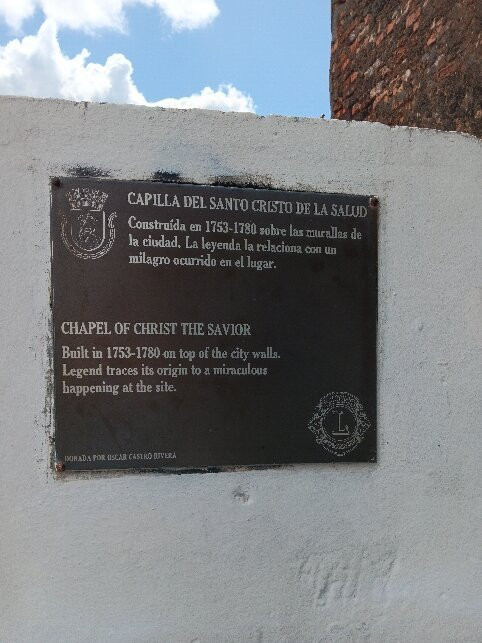 CAPILLA DEL SANTO CRISTO DE LA SALUD
Construída en 1753-1780 sobre las murallas de
la ciudad. La leyenda la relaciona con un
milagro ocurrido en el lugar.
CHAPEL OF CHRIST THE SAVIOR
Built in 1753-1780 on top of the city walls.
Legend traces its origin to a miraculous
happening at the site.
L
DONADA POR OSCAR CASTRO RIVERA